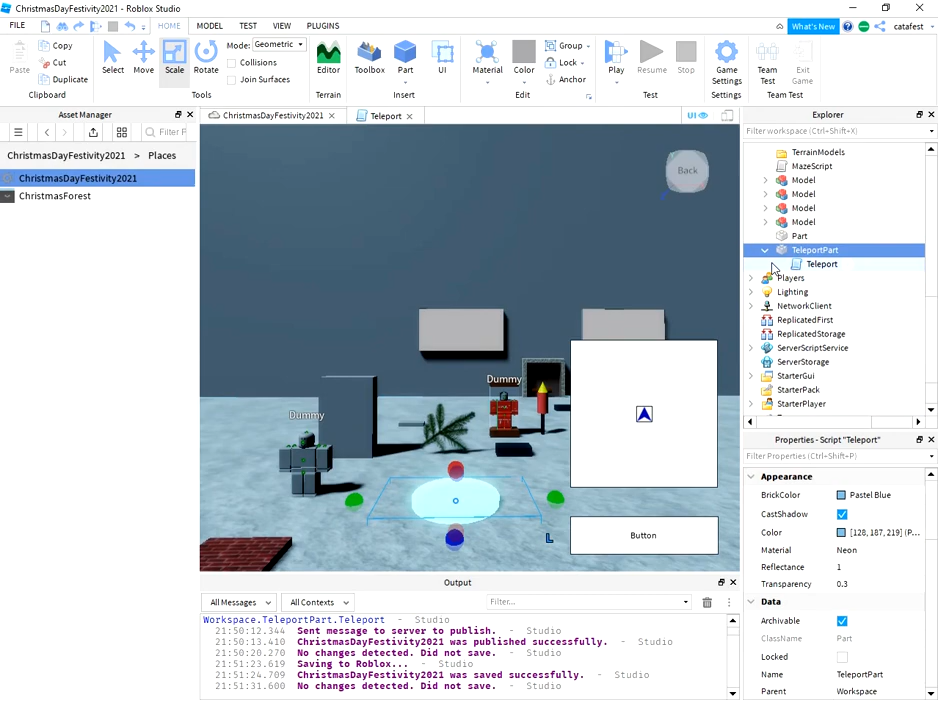 ChristmasDayFestivity2021 - Roblox Studio
FILE HOME MODEL TEST VIEW PLUGINS What's New catafest
Paste Copy Cut Duplicate Clipboard
Select Move Scale Rotate Mode: Geometric Collisions Join Surfaces Tools
Editor Terrain
Toolbox Part UI Insert
Material Color Group Lock Anchor Edit
Play Resume Stop Test
Game Settings Settings
Team Test Exit Game Team Test
Asset Manager
Filter F
ChristmasDayFestivity2021 > Places
ChristmasDayFestivity2021
ChristmasForest
ChristmasDayFestivity2021 Teleport UI
Back
Dummy
Dummy
L
Button
Explorer
Filter workspace (Ctrl+Shift+X)
TerrainModels
MazeScript
Model
Model
Model
Model
Part
TeleportPart
Teleport
Players
Lighting
NetworkClient
ReplicatedFirst
ReplicatedStorage
ServerScriptService
ServerStorage
StarterGui
StarterPack
StarterPlayer
Properties - Script "Teleport"
Filter Properties (Ctrl+Shift+P)
Appearance
BrickColor Pastel Blue
CastShadow
Color [128, 187, 219] (P...
Material Neon
Reflectance 1
Transparency 0.3
Data
Archivable
ClassName Part
Locked
Name TeleportPart
Parent Workspace
Output
All Messages All Contexts Filter...
Workspace.TeleportPart.Teleport - Studio
21:50:12.344 Sent message to server to publish. - Studio
21:50:13.410 ChristmasDayFestivity2021 was published successfully. - Studio
21:50:20.270 No changes detected. Did not save. - Studio
21:51:23.619 Saving to Roblox... - Studio
21:51:24.709 ChristmasDayFestivity2021 was saved successfully. - Studio
21:51:31.600 No changes detected. Did not save. - Studio